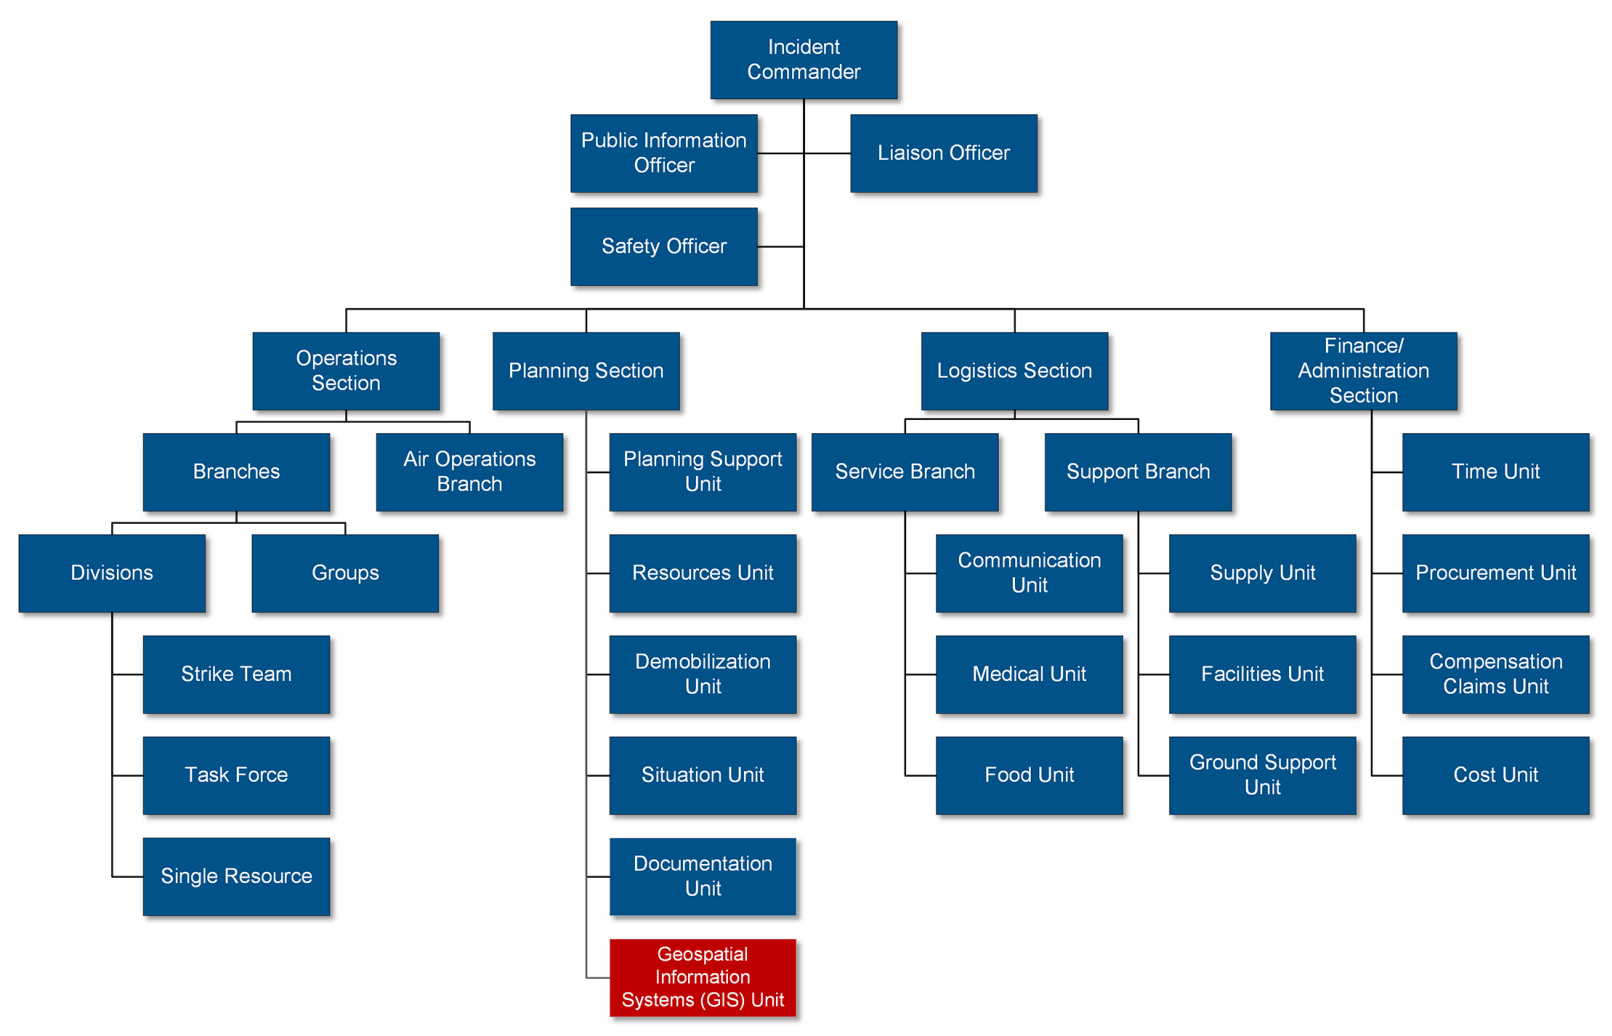 Incident
Commander
Public Information
Officer
Liaison Officer
Safety Officer
Operations
Section
Planning Section
Logistics Section
Finance/
Administration
Section
Branches
Air Operations
Branch
Planning Support
Unit
Service Branch
Support Branch
Time Unit
Divisions
Groups
Resources Unit
Communication
Unit
Supply Unit
Procurement Unit
Strike Team
Demobilization
Unit
Medical Unit
Facilities Unit
Compensation
Claims Unit
Task Force
Situation Unit
Food Unit
Ground Support
Unit
Cost Unit
Single Resource
Documentation
Unit
Geospatial
Information
Systems (GIS) Unit